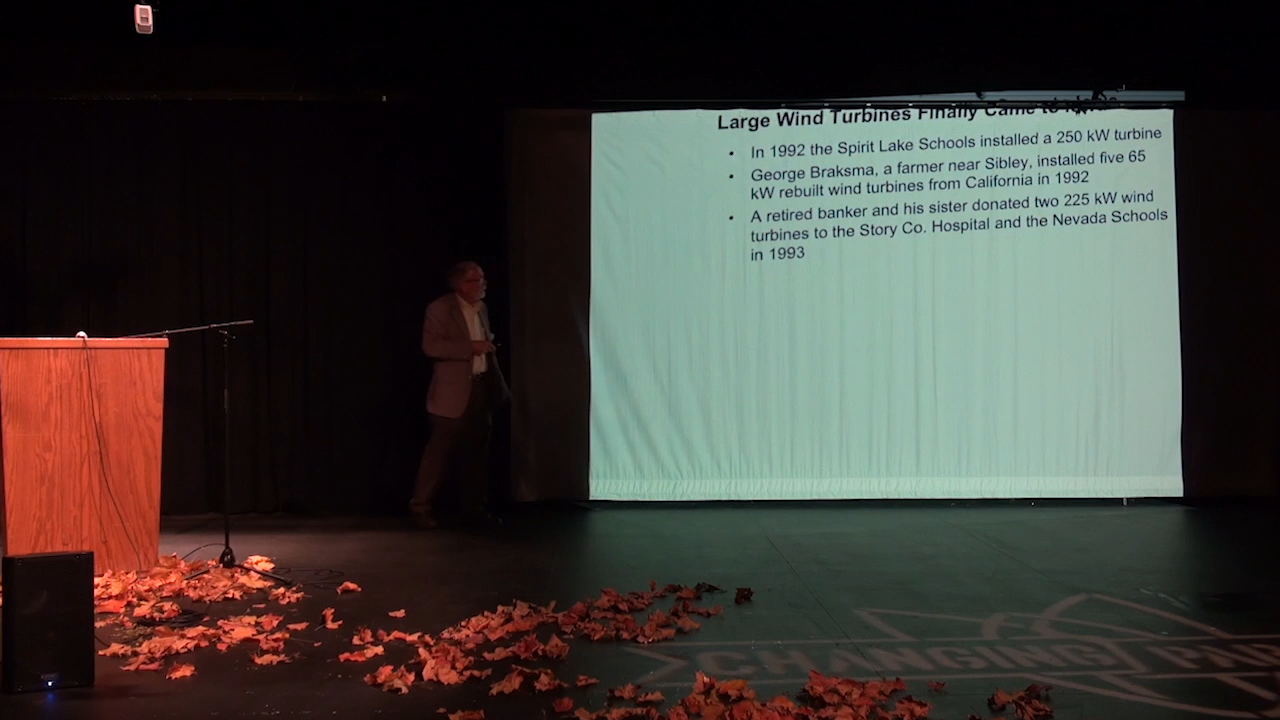 Large Wind Turbines Finally Came to
• In 1992 the Spirit Lake Schools installed a 250 kW turbine
• George Braksma, a farmer near Sibley, installed five 65
kW rebuilt wind turbines from California in 1992
• A retired banker and his sister donated two 225 kW wind
turbines to the Story Co. Hospital and the Nevada Schools
in 1993
CHANGING